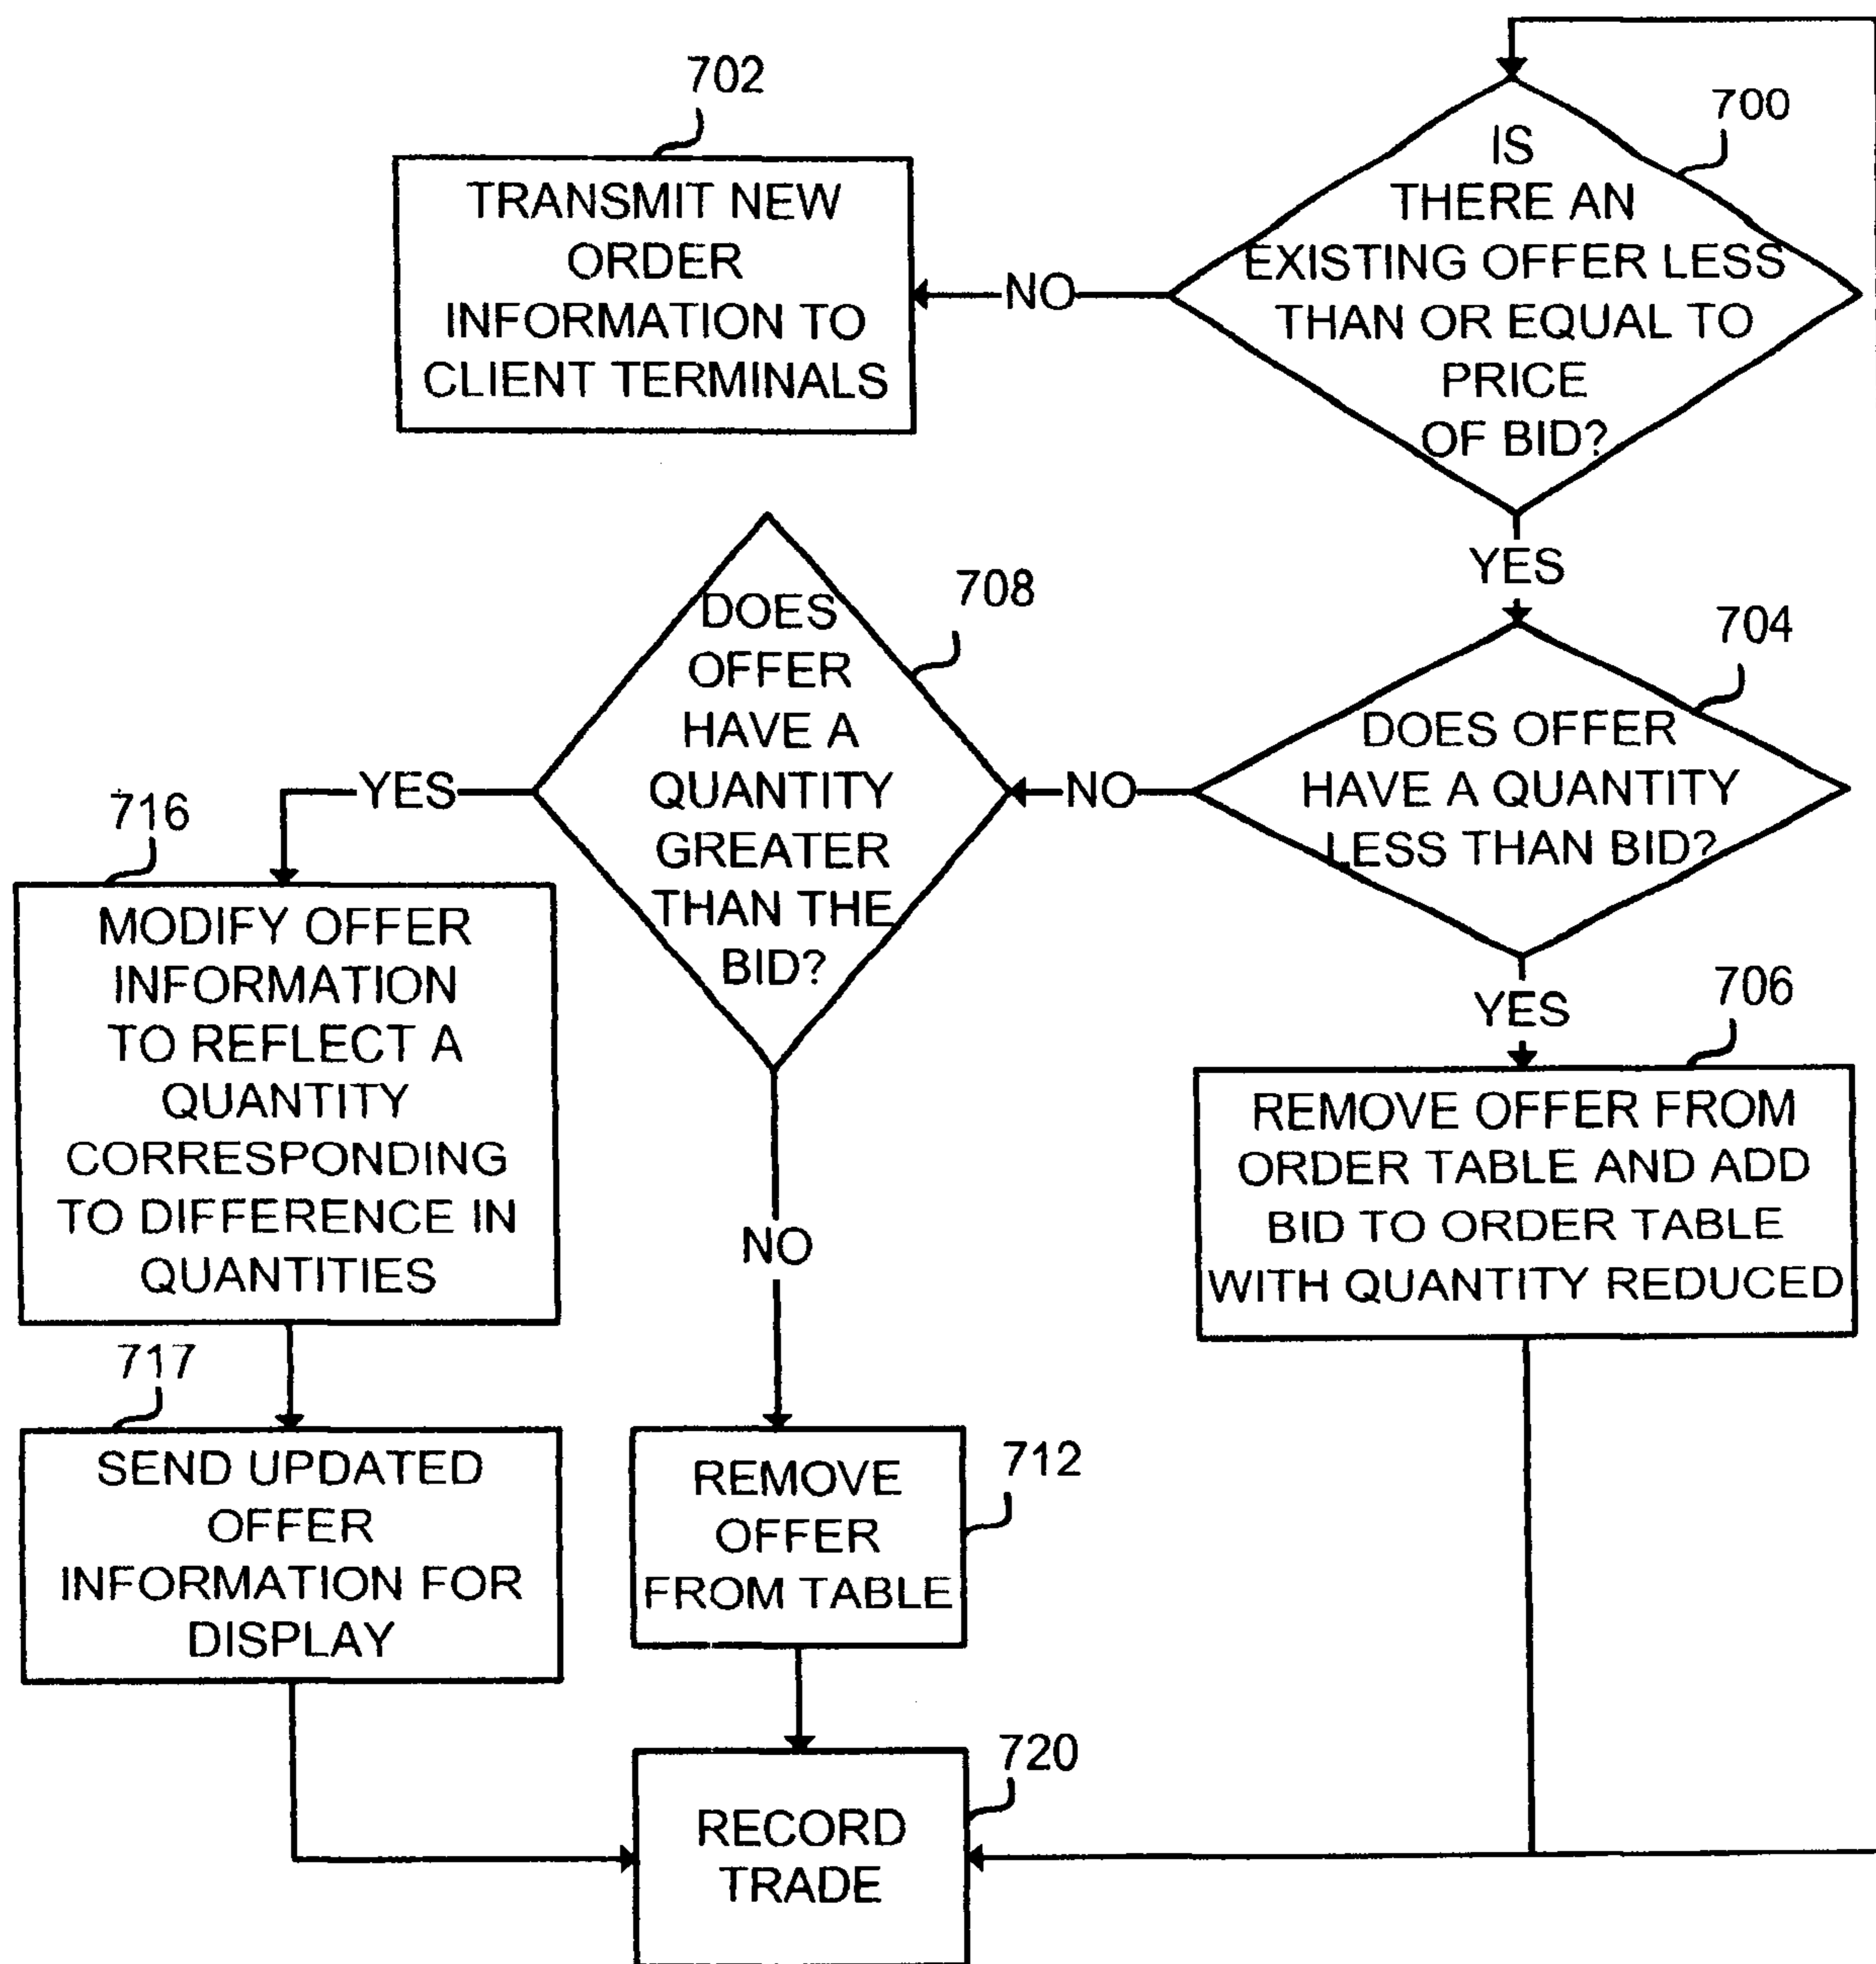 702
TRANSMIT NEW
ORDER
INFORMATION TO
CLIENT TERMINALS
NO
700
IS
THERE AN
EXISTING OFFER LESS
THAN OR EQUAL TO
PRICE
OF BID?
YES
704
DOES OFFER
HAVE A QUANTITY
LESS THAN BID?
NO
708
DOES
OFFER
HAVE A
QUANTITY
GREATER
THAN THE
BID?
YES
716
MODIFY OFFER
INFORMATION
TO REFLECT A
QUANTITY
CORRESPONDING
TO DIFFERENCE IN
QUANTITIES
YES
706
REMOVE OFFER FROM
ORDER TABLE AND ADD
BID TO ORDER TABLE
WITH QUANTITY REDUCED
NO
717
SEND UPDATED
OFFER
INFORMATION FOR
DISPLAY
712
REMOVE
OFFER
FROM TABLE
720
RECORD
TRADE